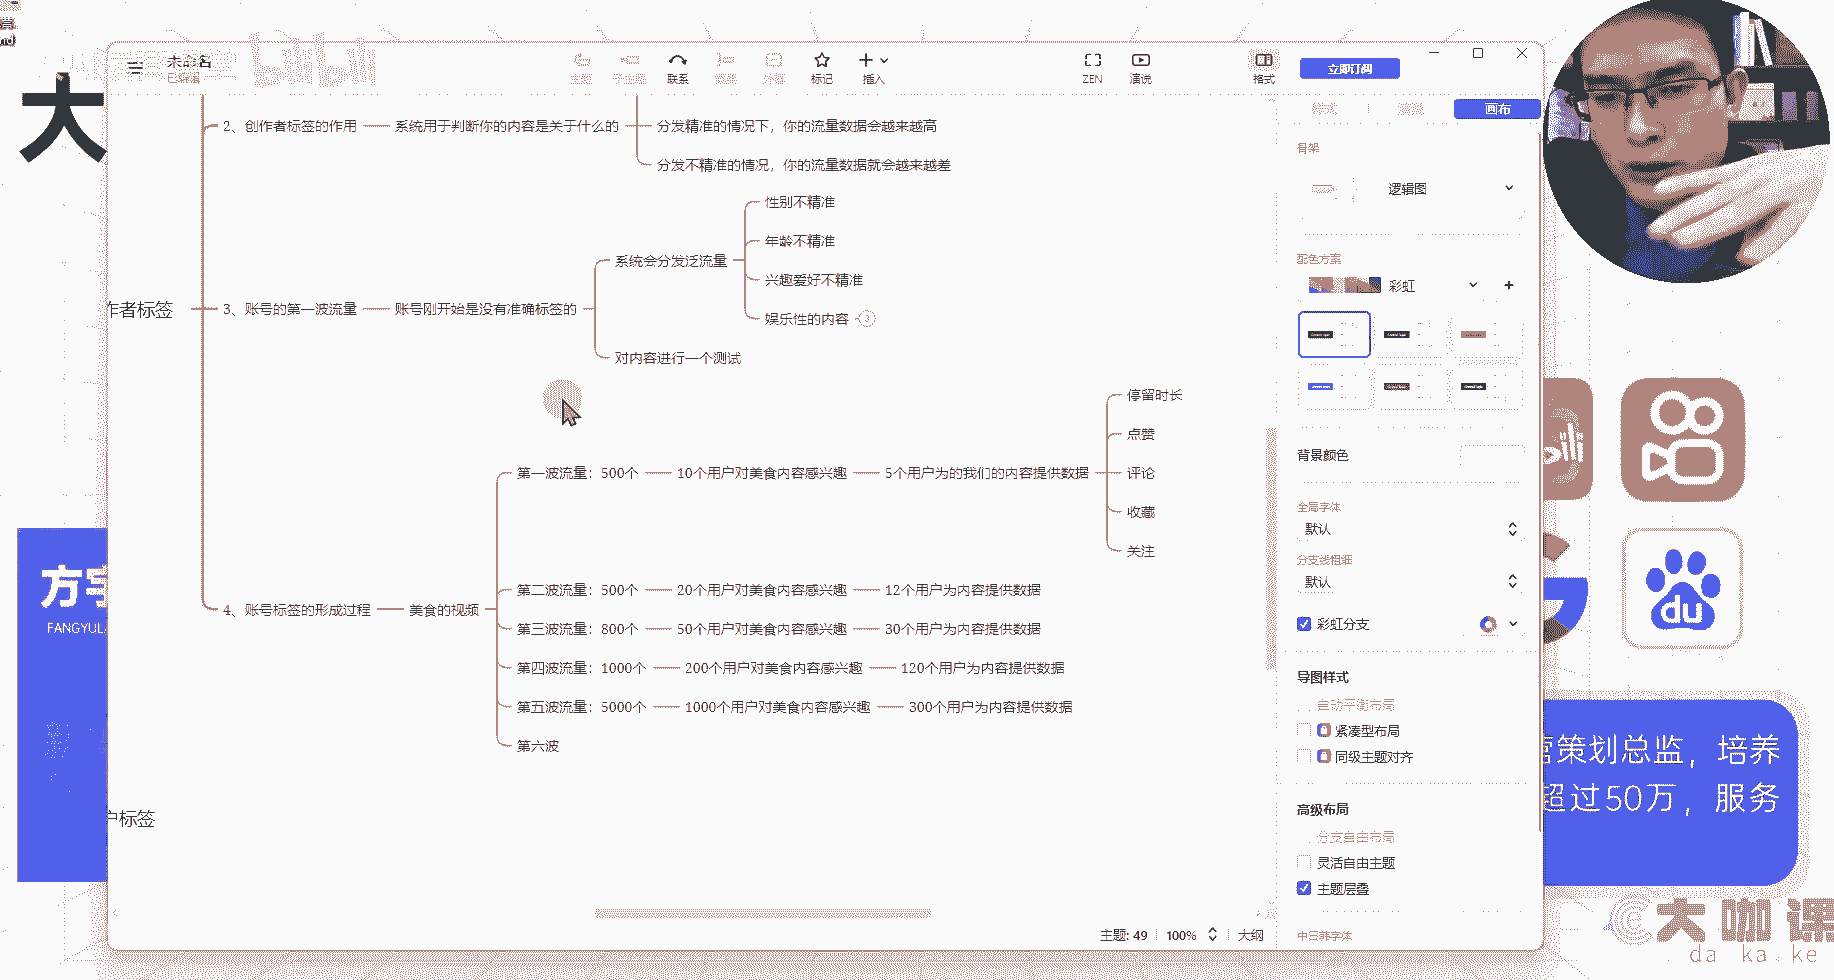 大
bilibili
未命名
已编辑
主题
子主题
联系
概要
外框
标记
插入
ZEN
演说
格式
立即订阅
样式
画布
2、创作者标签的作用
系统用于判断你的内容是关于什么的
分发精准的情况下，你的流量数据会越来越高
分发不精准的情况，你的流量数据就会越来越差
作者标签
3、账号的第一波流量
账号刚开始是没有准确标签的
系统会分发泛流量
性别不精准
年龄不精准
兴趣爱好不精准
娱乐性的内容
2
对内容进行一个测试
4、账号标签的形成过程
美食的视频
第一波流量：500个
10个用户对美食内容感兴趣
5个用户为的我们的内容提供数据
停留时长
点赞
评论
收藏
关注
第二波流量：500个
20个用户对美食内容感兴趣
12个用户为内容提供数据
第三波流量：800个
50个用户对美食内容感兴趣
30个用户为内容提供数据
第四波流量：1000个
200个用户对美食内容感兴趣
120个用户为内容提供数据
第五波流量：5000个
1000个用户对美食内容感兴趣
300个用户为内容提供数据
第六波
户标签
骨架
逻辑图
配色方案
彩虹
背景颜色
全局字体
默认
分支线粗细
默认
彩虹分支
导图样式
自动平衡布局
紧凑型布局
同级主题对齐
高级布局
分支自由布局
灵活自由主题
主题层叠
中日韩字体
主题: 49
100%
大纲
方宇
FANGYULA
du
营策划总监，培养
超过50万，服务
大咖课
da ka ke